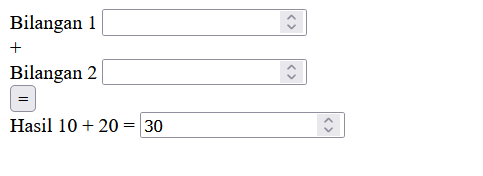 Bilangan 1
+
Bilangan 2
=
Hasil 10 + 20 = 30